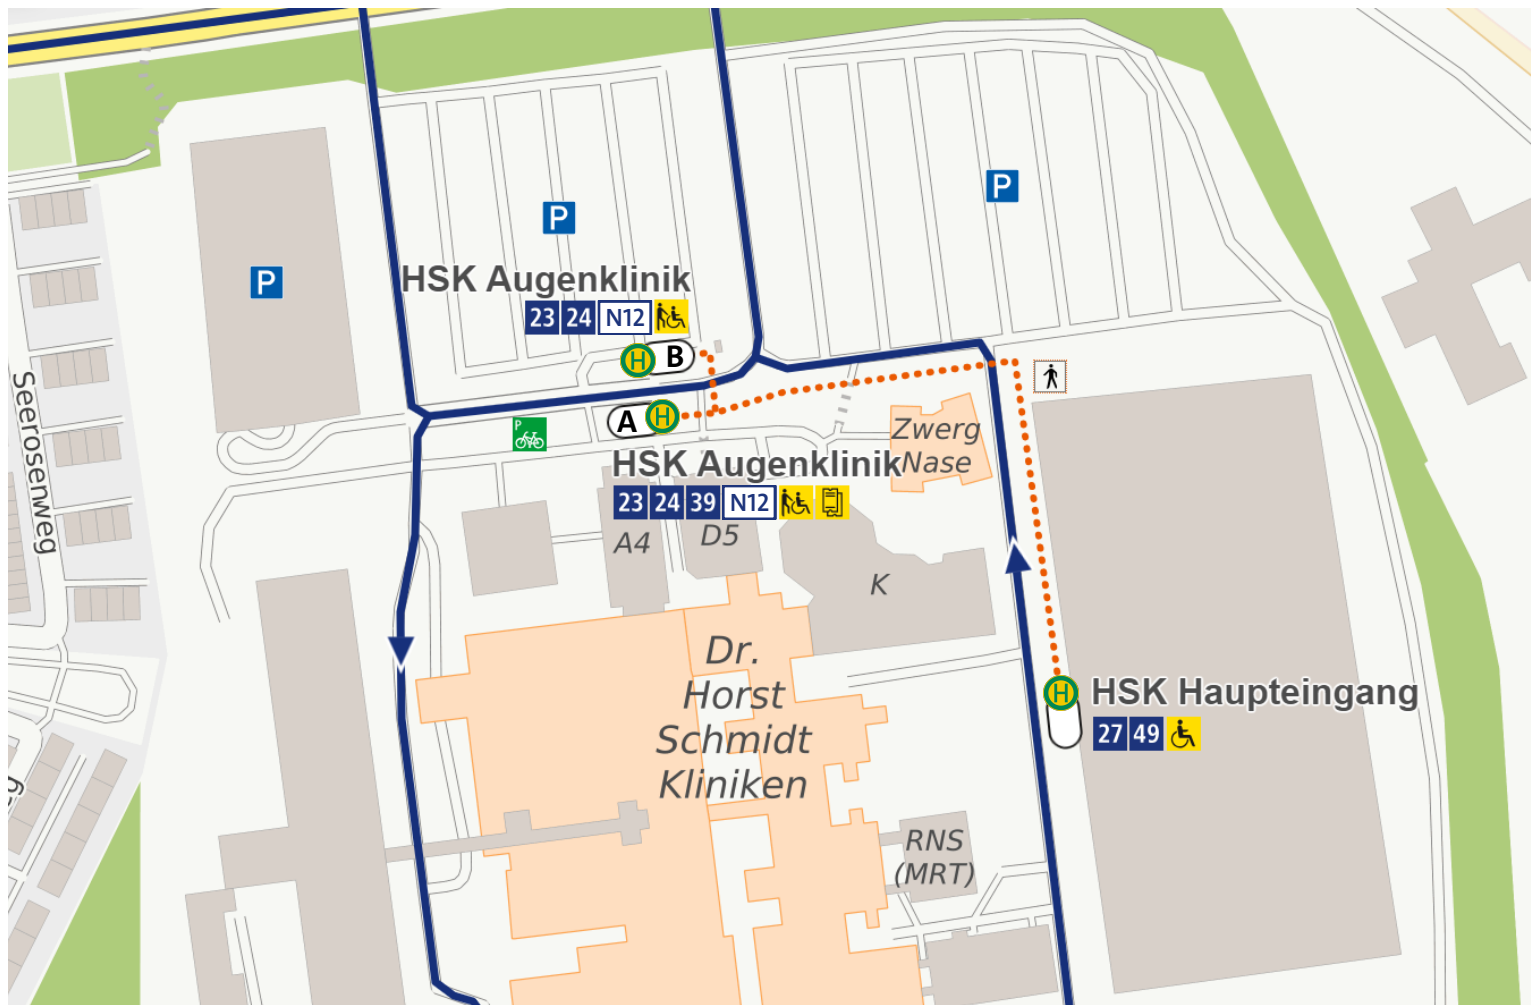 P
P
P
HSK Augenklinik
23 24 N12
H B
A H
P
HSK Augenklinik
23 24 39 N12
Zwerg
Nase
Seerosenweg
A4
D5
K
Dr.
Horst
Schmidt
Kliniken
H
HSK Haupteingang
27 49
RNS
(MRT)